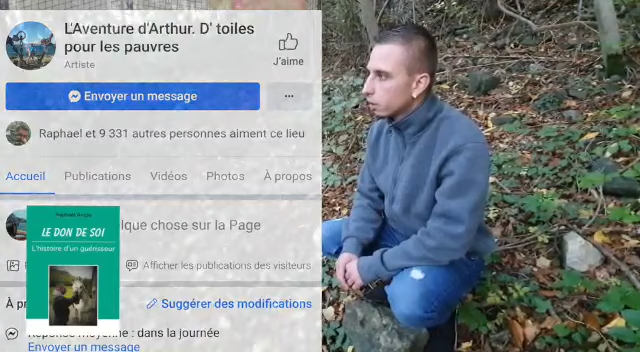 L'Aventure d'Arthur. D' toiles
pour les pauvres
Artiste
J'aime
Envoyer un message
Raphael et 9 331 autres personnes aiment ce lieu
Accueil Publications Vidéos Photos À propos
lque chose sur la Page
LE DON DE SOI
L'histoire d'un guérisseur
Afficher les publications des visiteurs
À pr
Suggérer des modifications
Réponse moyenne : dans la journée
Envoyer un message